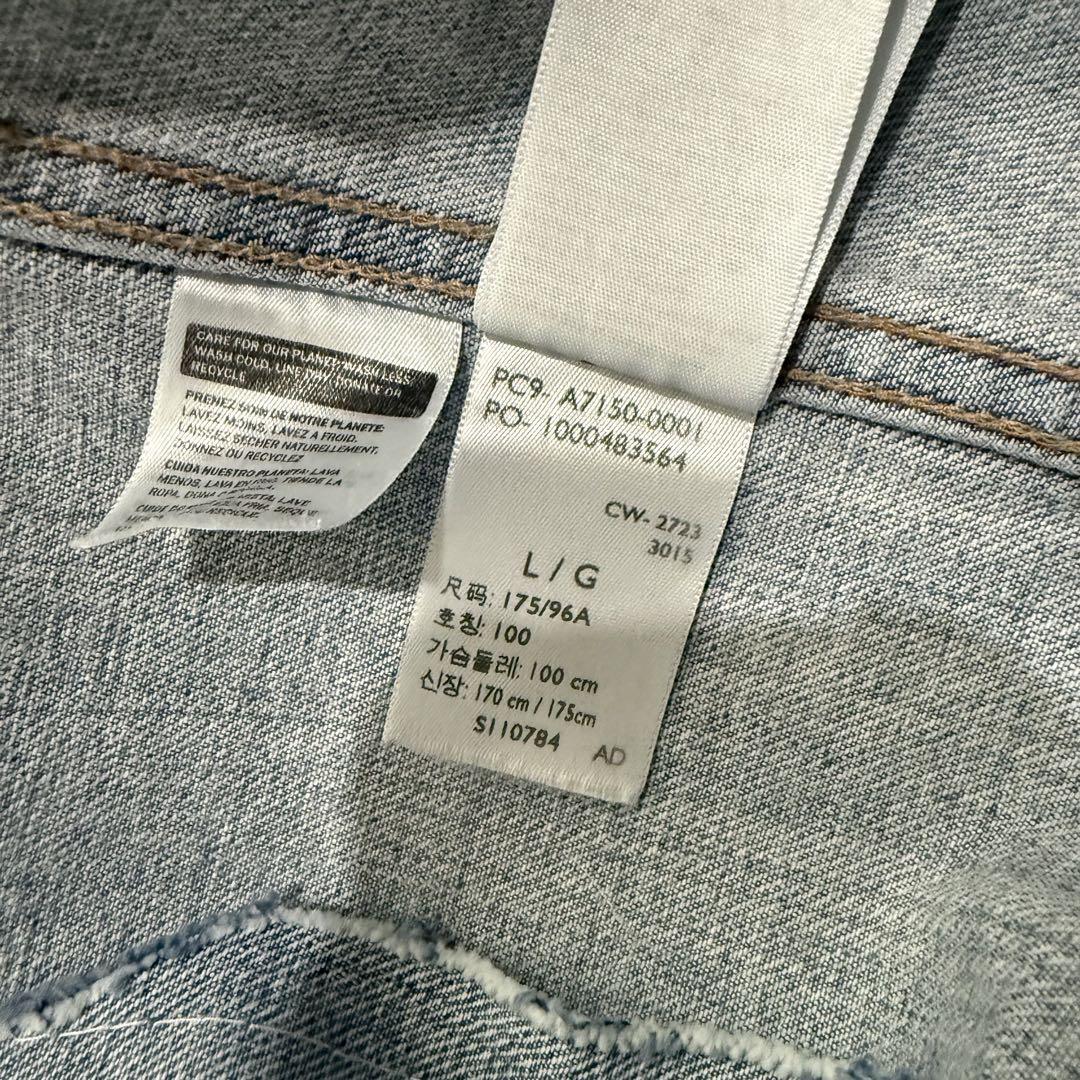 CARE FOR OUR PLANET: WASH LESS,
WASH COLD, LINE DRY, DONATE OR
RECYCLE
PRENEZ SOIN DE NOTRE PLANETE:
LAVEZ MOINS, LAVEZ A FROID,
LAISSEZ SECHER NATURELLEMENT,
DONNEZ OU RECYCLEZ
CUIDA NUESTRO PLANETA: LAVA
MENOS, LAVA EN FRIO, TIENDE LA
ROPA, DONA
PC9- A7150-0001
PO- 1000483564
CW- 2723
3015
L / G
尺码: 175/96A
호칭: 100
가슴둘레: 100 cm
신장: 170 cm / 175cm
S110784 AD